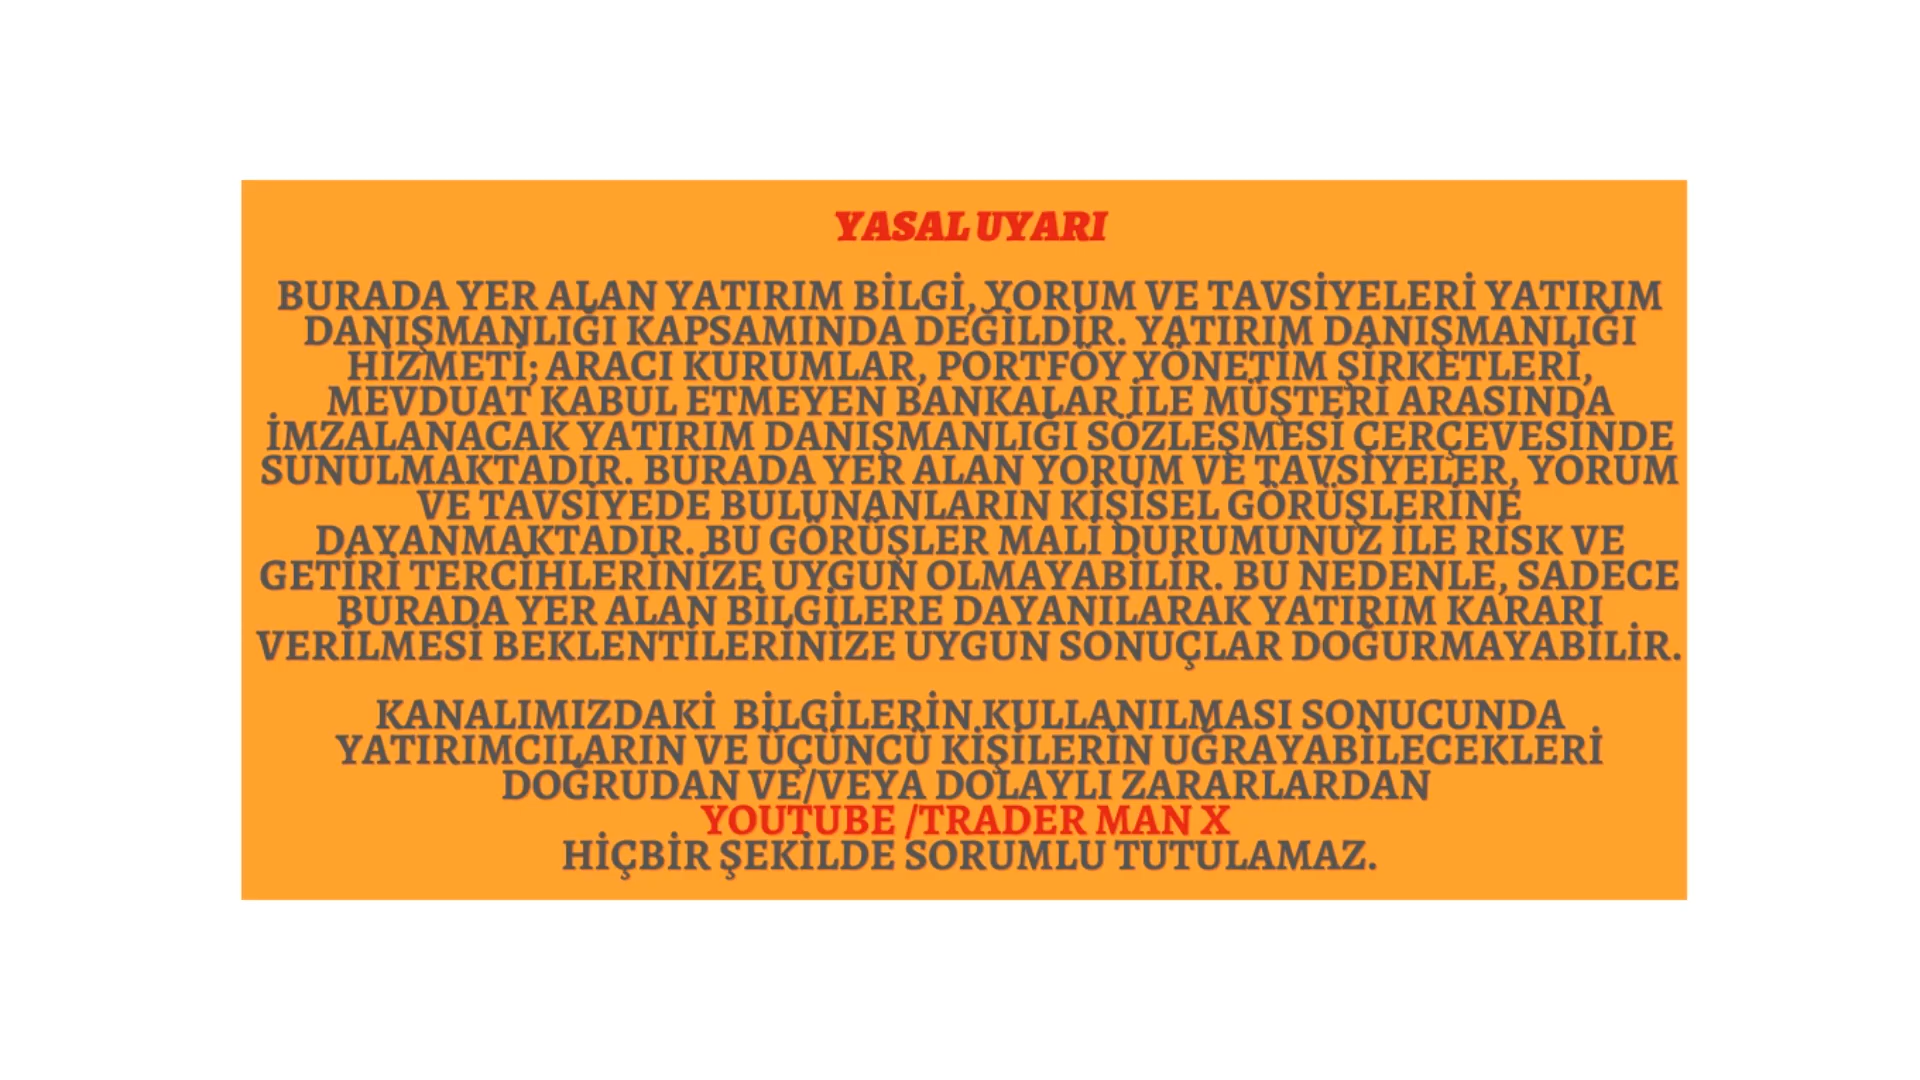 YASAL UYARI
BURADA YER ALAN YATIRIM BİLGİ, YORUM VE TAVSİYELERİ YATIRIM
DANIŞMANLIĞI KAPSAMINDA DEĞİLDİR. YATIRIM DANIŞMANLIĞI
HİZMETİ; ARACI KURUMLAR, PORTFÖY YÖNETİM ŞİRKETLERİ,
MEVDUAT KABUL ETMEYEN BANKALAR İLE MÜŞTERİ ARASINDA
İMZALANACAK YATIRIM DANIŞMANLIĞI SÖZLEŞMESİ ÇERÇEVESİNDE
SUNULMAKTADIR. BURADA YER ALAN YORUM VE TAVSİYELER, YORUM
VE TAVSİYEDE BULUNANLARIN KİŞİSEL GÖRÜŞLERİNE
DAYANMAKTADIR. BU GÖRÜŞLER MALİ DURUMUNUZ İLE RİSK VE
GETİRİ TERCİHLERİNİZE UYGUN OLMAYABİLİR. BU NEDENLE, SADECE
BURADA YER ALAN BİLGİLERE DAYANILARAK YATIRIM KARARI
VERİLMESİ BEKLENTİLERİNİZE UYGUN SONUÇLAR DOĞURMAYABİLİR.
KANALIMIZDAKİ BİLGİLERİN KULLANILMASI SONUCUNDA
YATIRIMCILARIN VE ÜÇÜNCÜ KİŞİLERİN UĞRAYABİLECEKLERİ
DOĞRUDAN VE/VEYA DOLAYLI ZARARLARDAN
YOUTUBE /TRADER MAN X
HİÇBİR ŞEKİLDE SORUMLU TUTULAMAZ.